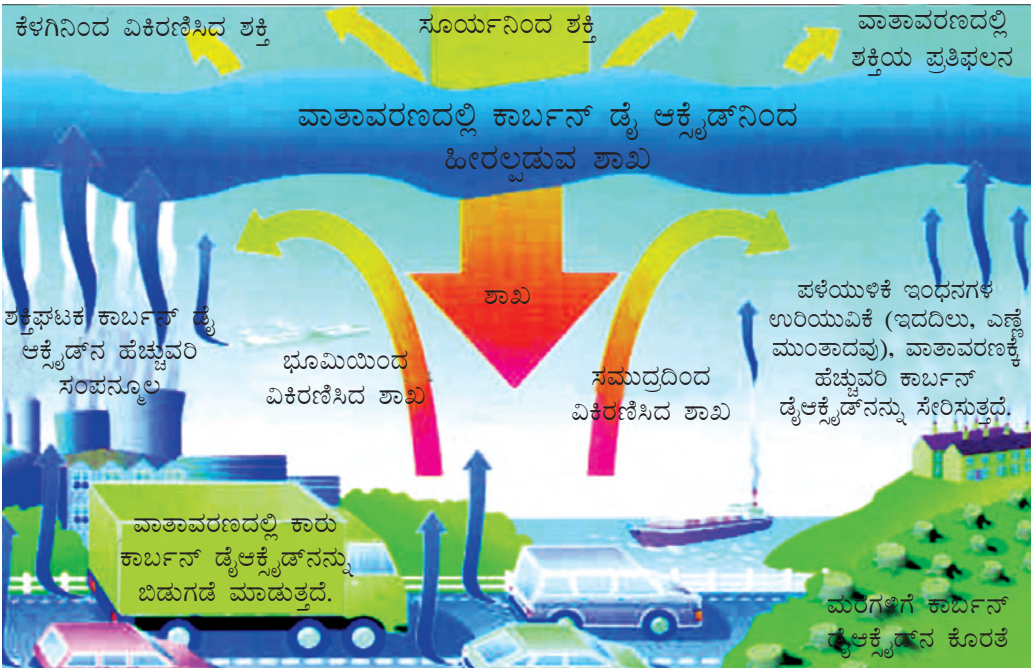 ಕೆಳಗಿನಿಂದ ವಿಕಿರಣಿಸಿದ ಶಕ್ತಿ
ಸೂರ್ಯನಿಂದ ಶಕ್ತಿ
ವಾತಾವರಣದಲ್ಲಿ
ಶಕ್ತಿಯ ಪ್ರತಿಫಲನ
ವಾತಾವರಣದಲ್ಲಿ ಕಾರ್ಬನ್ ಡೈ ಆಕ್ಸೈಡ್‌ನಿಂದ
ಹೀರಲ್ಪಡುವ ಶಾಖ
ಶಾಖ
ಶಕ್ತಿಘಟಕ ಕಾರ್ಬನ್ ಡೈ
ಆಕ್ಸೈಡ್‌ನ ಹೆಚ್ಚುವರಿ
ಸಂಪನ್ಮೂಲ
ಭೂಮಿಯಿಂದ
ವಿಕಿರಣಿಸಿದ ಶಾಖ
ಸಮುದ್ರದಿಂದ
ವಿಕಿರಣಿಸಿದ ಶಾಖ
ಪಳೆಯುಳಿಕೆ ಇಂಧನಗಳ
ಉರಿಯುವಿಕೆ (ಇದದಿಲು, ಎಣ್ಣೆ
ಮುಂತಾದವು), ವಾತಾವರಣಕ್ಕೆ
ಹೆಚ್ಚುವರಿ ಕಾರ್ಬನ್
ಡೈಆಕ್ಸೈಡ್‌ನನ್ನು ಸೇರಿಸುತ್ತದೆ.
ವಾತಾವರಣದಲ್ಲಿ ಕಾರು
ಕಾರ್ಬನ್ ಡೈಆಕ್ಸೈಡ್‌ನನ್ನು
ಬಿಡುಗಡೆ ಮಾಡುತ್ತದೆ.
ಮರಗಳಿಗೆ ಕಾರ್ಬನ್
ಡೈಆಕ್ಸೈಡ್‌ನ ಕೊರತೆ